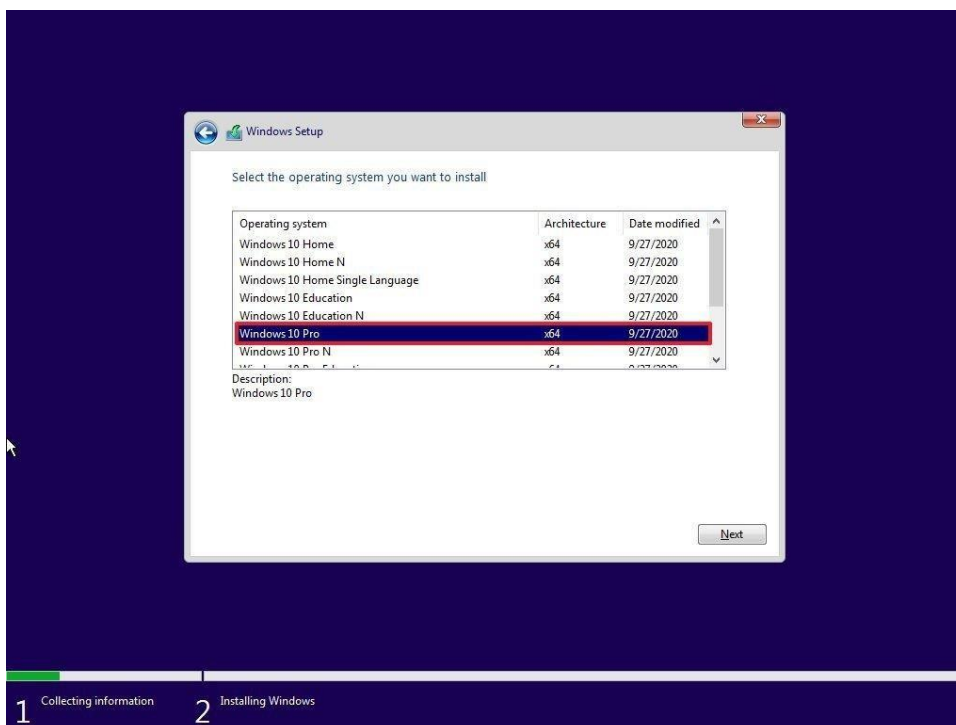 Windows Setup
Select the operating system you want to install
Operating system Architecture Date modified
Windows 10 Home x64 9/27/2020
Windows 10 Home N x64 9/27/2020
Windows 10 Home Single Language x64 9/27/2020
Windows 10 Education x64 9/27/2020
Windows 10 Education N x64 9/27/2020
Windows 10 Pro x64 9/27/2020
Windows 10 Pro N x64 9/27/2020
Description:
Windows 10 Pro
Next
1 Collecting information 2 Installing Windows